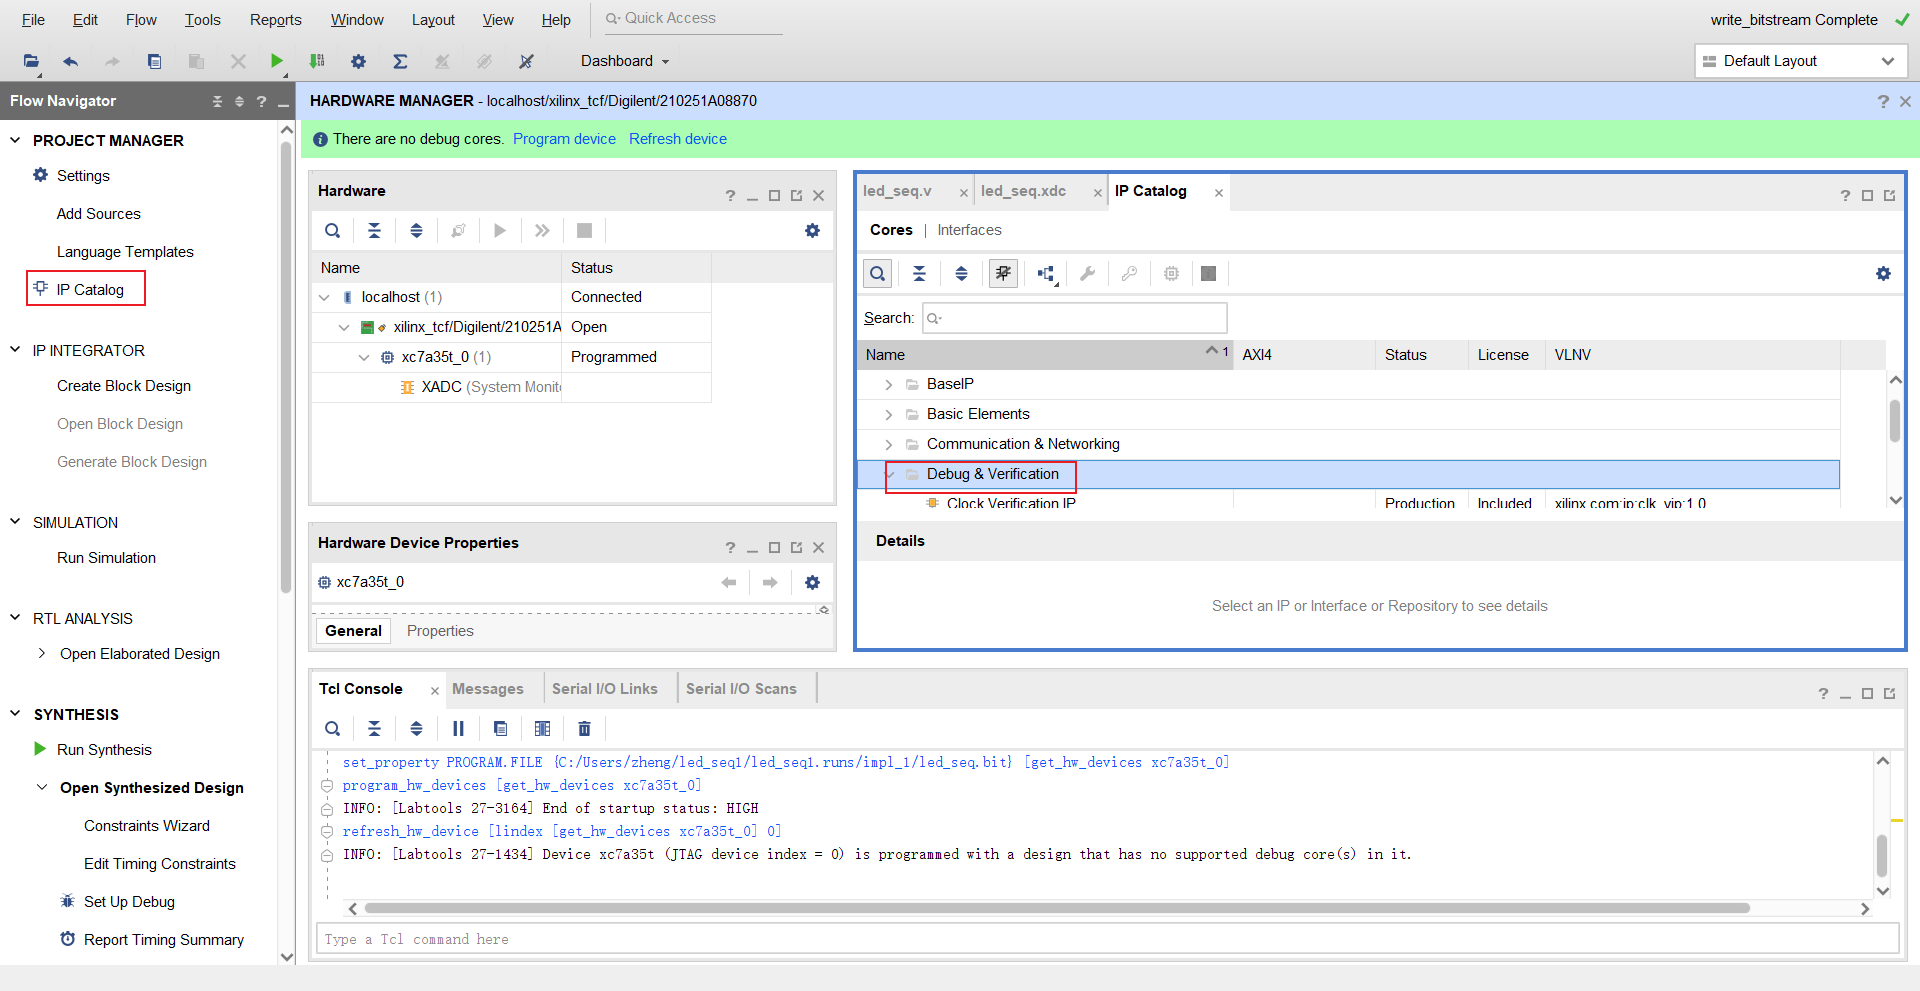 File Edit Flow Tools Reports Window Layout View Help Quick Access write_bitstream Complete
Dashboard Default Layout
Flow Navigator
PROJECT MANAGER
Settings
Add Sources
Language Templates
IP Catalog
IP INTEGRATOR
Create Block Design
Open Block Design
Generate Block Design
SIMULATION
Run Simulation
RTL ANALYSIS
Open Elaborated Design
SYNTHESIS
Run Synthesis
Open Synthesized Design
Constraints Wizard
Edit Timing Constraints
Set Up Debug
Report Timing Summary
HARDWARE MANAGER - localhost/xilinx_tcf/Digilent/210251A08870
There are no debug cores. Program device Refresh device
Hardware
Name Status
localhost (1) Connected
xilinx_tcf/Digilent/210251A Open
xc7a35t_0 (1) Programmed
XADC (System Monito
Hardware Device Properties
xc7a35t_0
General Properties
led_seq.v led_seq.xdc IP Catalog
Cores | Interfaces
Search:
Name 1 AXI4 Status License VLNV
BaseIP
Basic Elements
Communication & Networking
Debug & Verification
Clock Verification IP Production Included xilinx.com:ip:clk_vip:1.0
Details
Select an IP or Interface or Repository to see details
Tcl Console Messages Serial I/O Links Serial I/O Scans
set_property PROGRAM.FILE {C:/Users/zheng/led_seq1/led_seq1.runs/impl_1/led_seq.bit} [get_hw_devices xc7a35t_0]
program_hw_devices [get_hw_devices xc7a35t_0]
INFO: [Labtools 27-3164] End of startup status: HIGH
refresh_hw_device [lindex [get_hw_devices xc7a35t_0] 0]
INFO: [Labtools 27-1434] Device xc7a35t (JTAG device index = 0) is programmed with a design that has no supported debug core(s) in it.
Type a Tcl command here